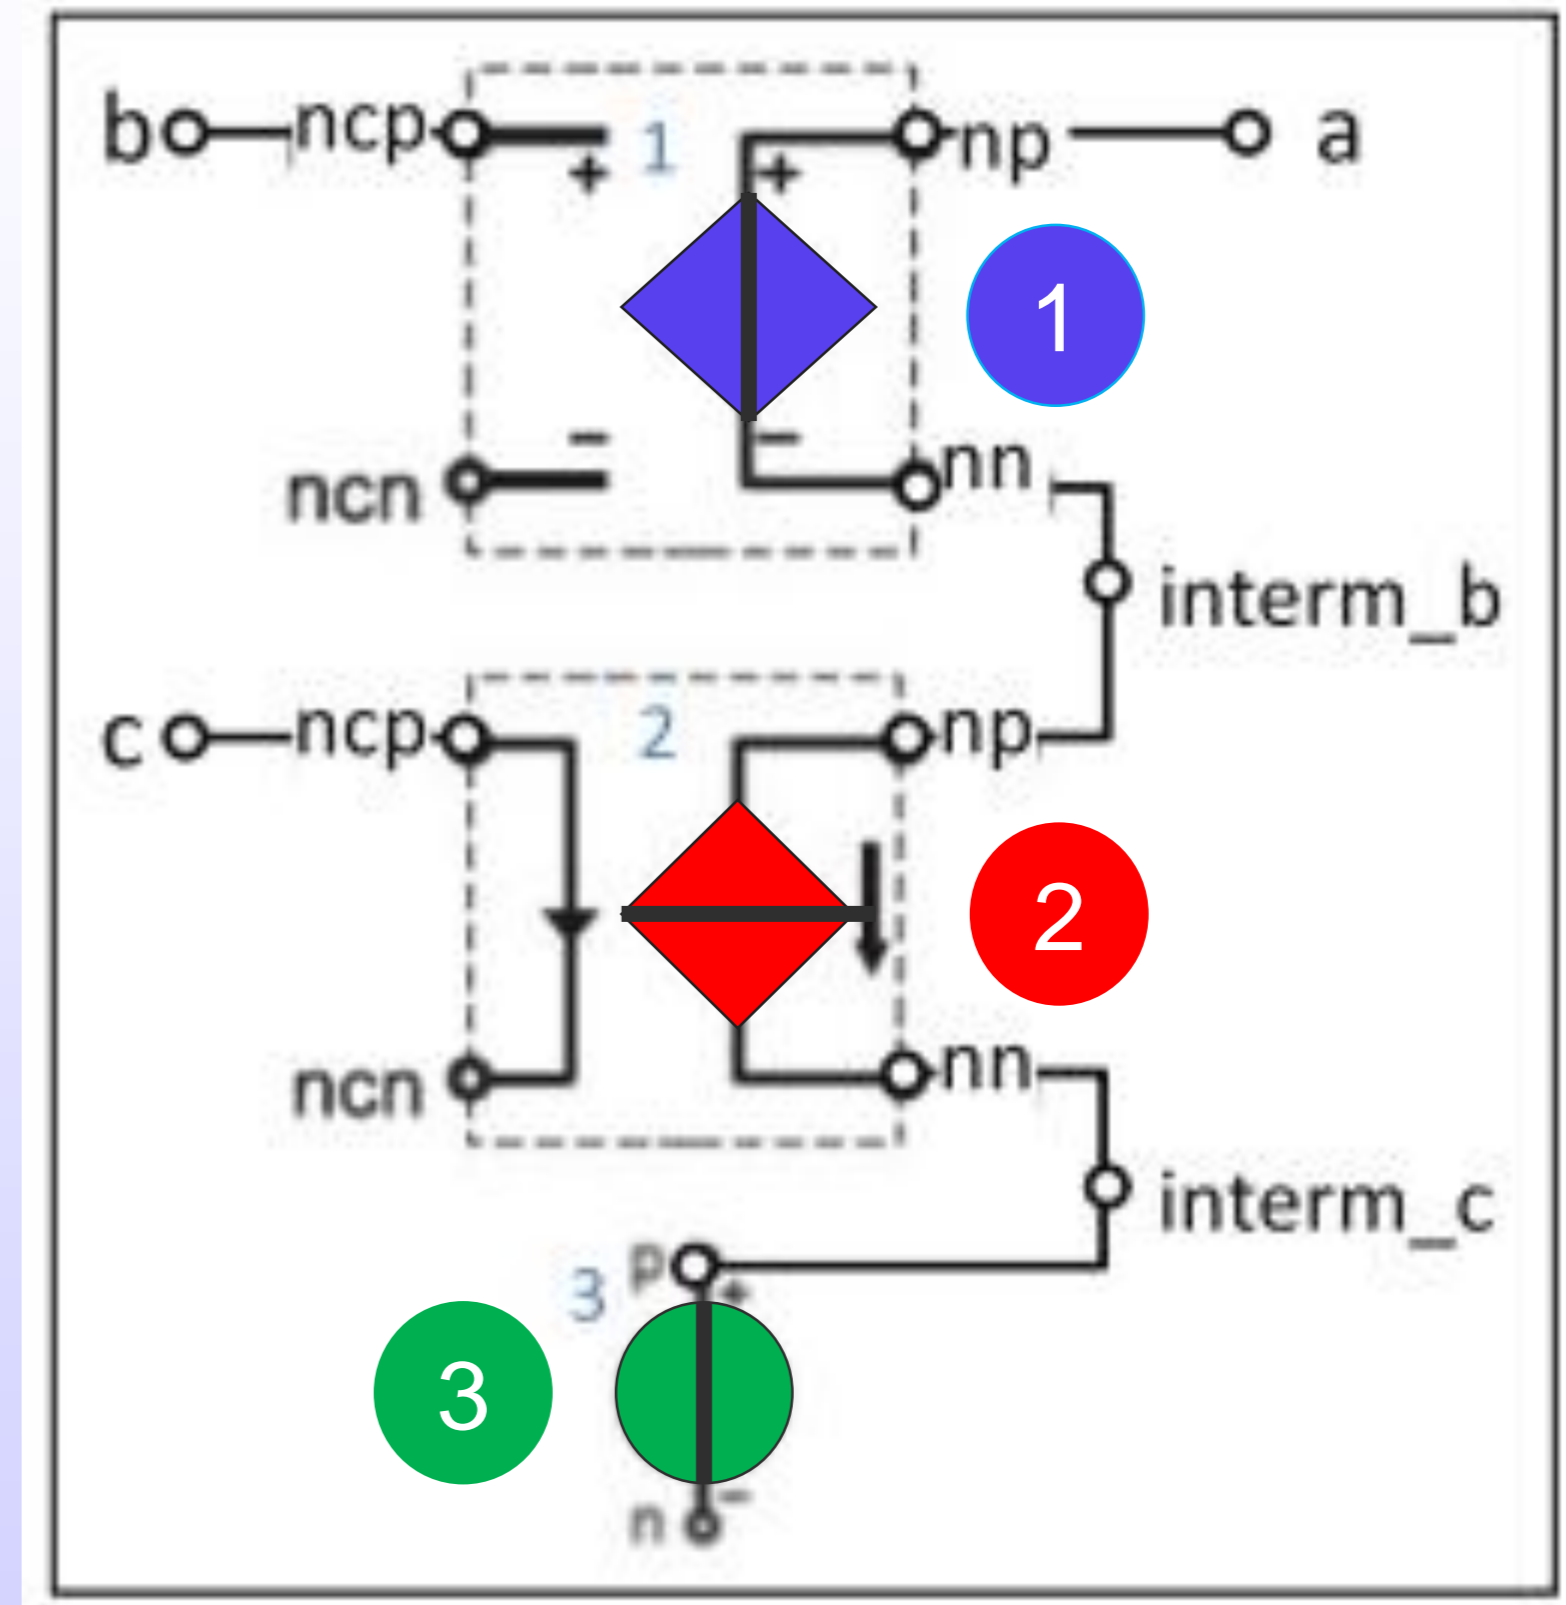 b ncp 1 np a
+ +
1
- -
ncn nn
interm_b
c ncp 2 np
2
ncn nn
interm_c
3 p
+
3
-
n